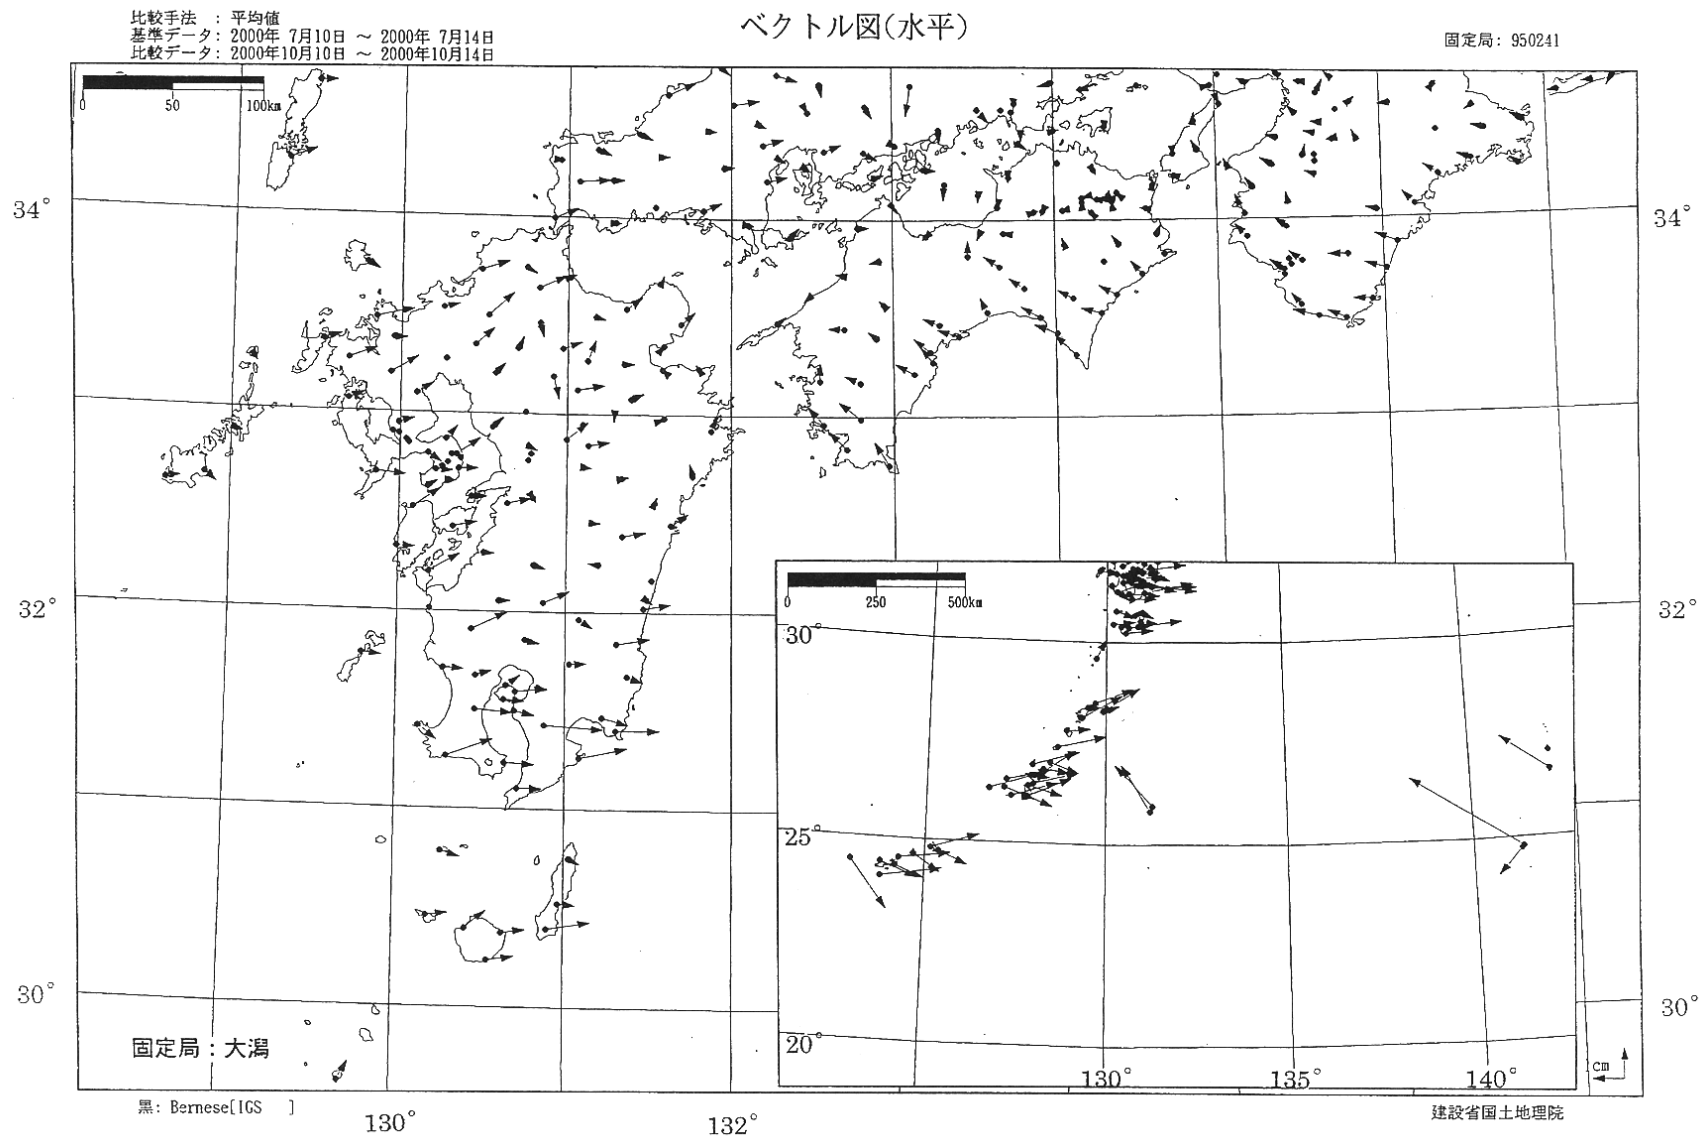 ベクトル図(水平)
比較手法 : 平均値
基準データ: 2000年 7月10日 ～ 2000年 7月14日
比較データ: 2000年10月10日 ～ 2000年10月14日
固定局: 950241
0 50 100km
34° 34°
0 250 500km
30°
32° 32°
25°
30° 30°
20°
固定局：大潟
cm
130° 135° 140°
黒: Bernese[IGS ]
建設省国土地理院
130° 132°